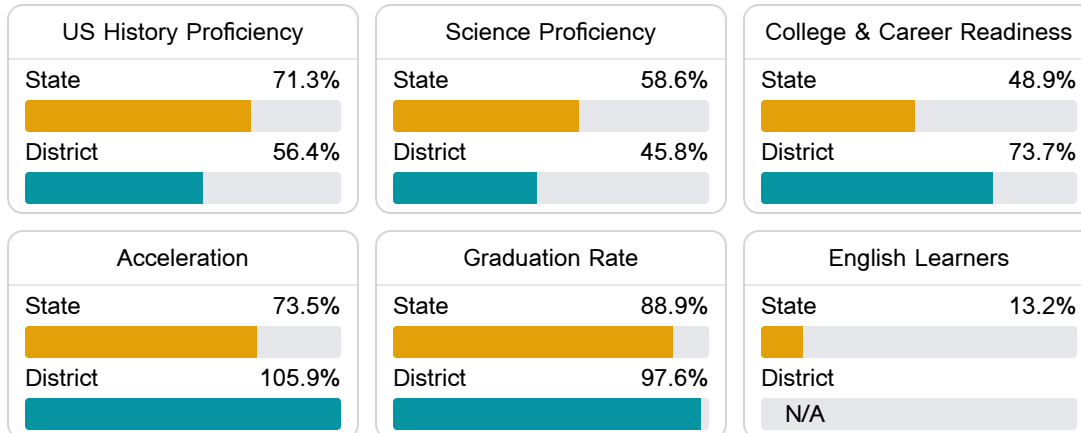 US History Proficiency
State 71.3%
District 56.4%
Science Proficiency
State 58.6%
District 45.8%
College & Career Readiness
State 48.9%
District 73.7%
Acceleration
State 73.5%
District 105.9%
Graduation Rate
State 88.9%
District 97.6%
English Learners
State 13.2%
District
N/A